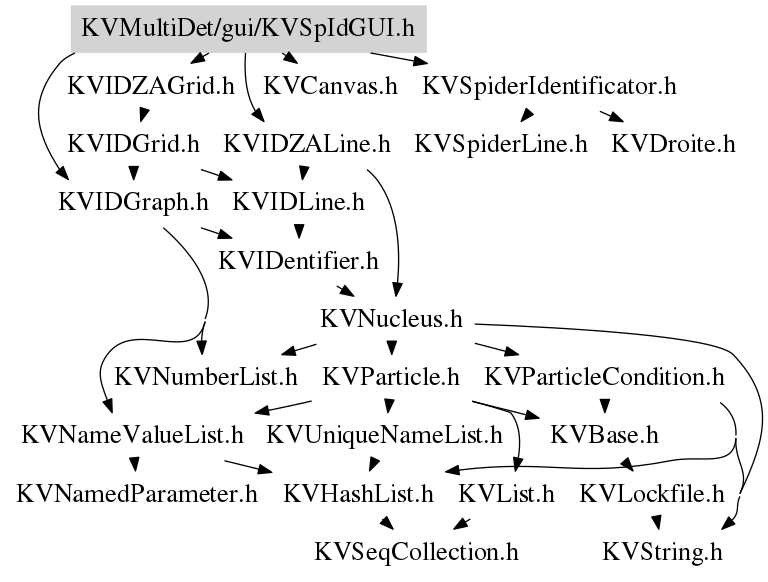 KVMultiDet/gui/KVSpIdGUI.h
KVIDZAGrid.h KVCanvas.h KVSpiderIdentificator.h
KVIDGrid.h KVIDZALine.h KVSpiderLine.h KVDroite.h
KVIDGraph.h KVIDLine.h
KVIDentifier.h
KVNucleus.h
KVNumberList.h KVParticle.h KVParticleCondition.h
KVNameValueList.h KVUniqueNameList.h KVBase.h
KVNamedParameter.h KVHashList.h KVList.h KVLockfile.h
KVSeqCollection.h KVString.h